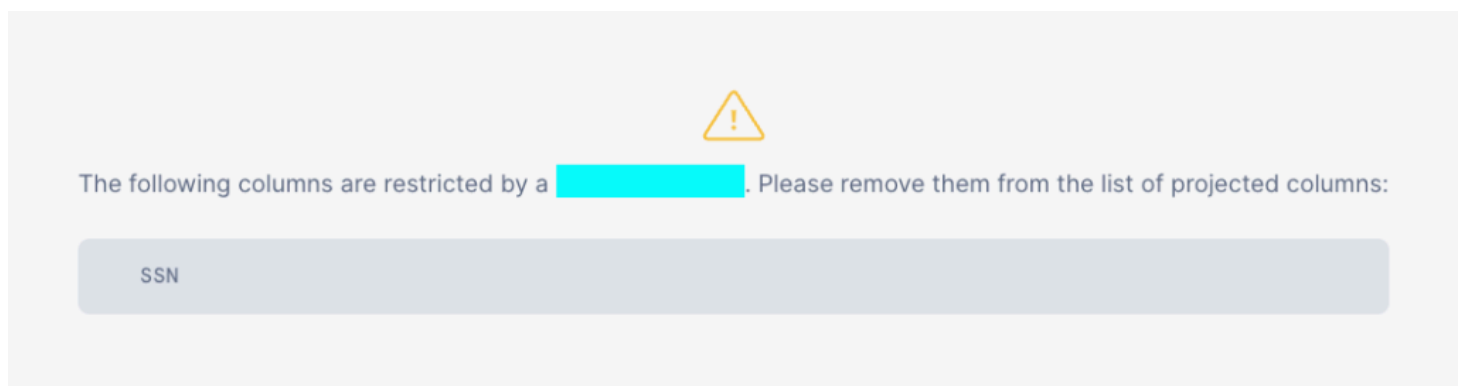 The following columns are restricted by a . Please remove them from the list of projected columns:
SSN